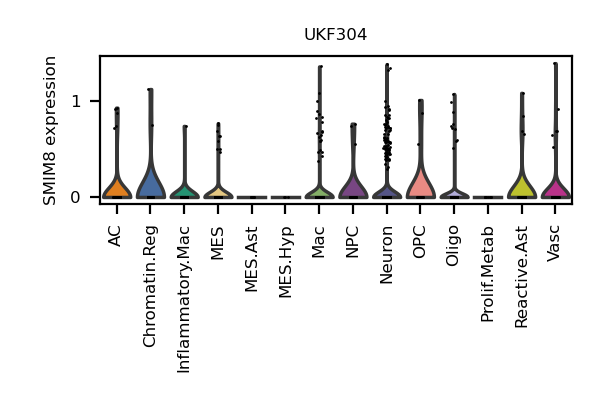 UKF304
SMIM8 expression
1
0
AC
Chromatin.Reg
Inflammatory.Mac
MES
MES.Ast
MES.Hyp
Mac
NPC
Neuron
OPC
Oligo
Prolif.Metab
Reactive.Ast
Vasc